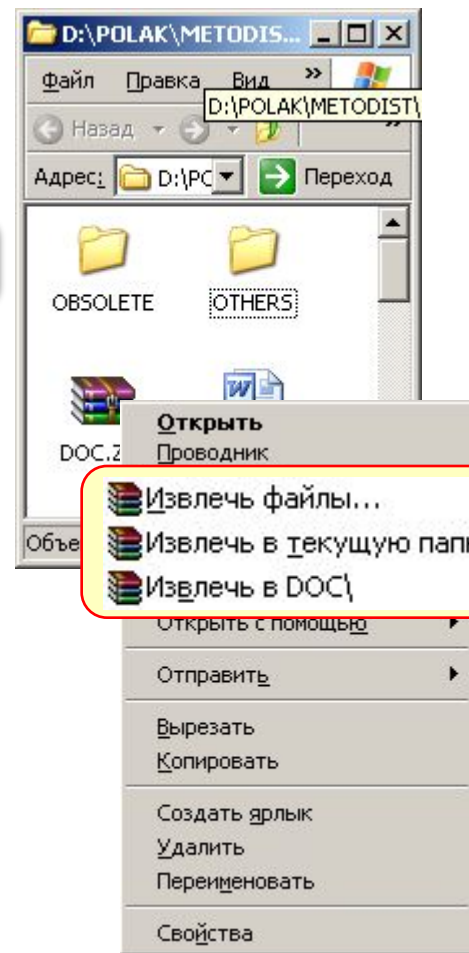 D:\POLAK\METODIS...
Файл Правка Вид »
D:\POLAK\METODIST\
Назад »
Адрес: D:\PC Переход
OBSOLETE OTHERS
DOC.Z
Открыть
Проводник
Извлечь файлы...
Объе Извлечь в текущую пап
Извлечь в DOC\
Открыть с помощью
Отправить
Вырезать
Копировать
Создать ярлык
Удалить
Переименовать
Свойства